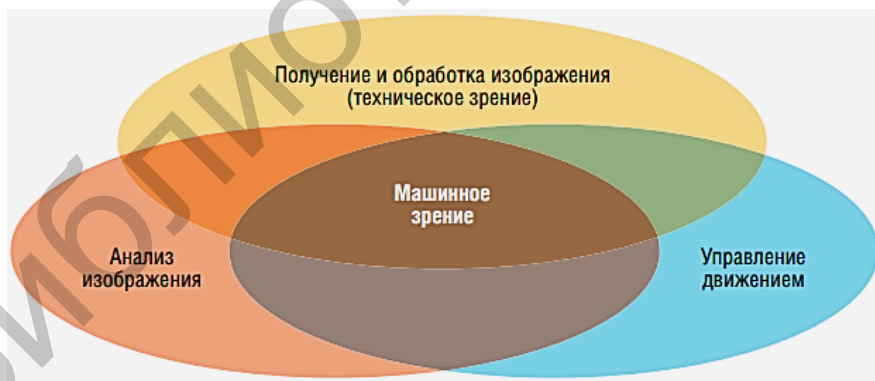 Получение и обработка изображения
(техническое зрение)
Машинное
зрение
Анализ
изображения
Управление
движением